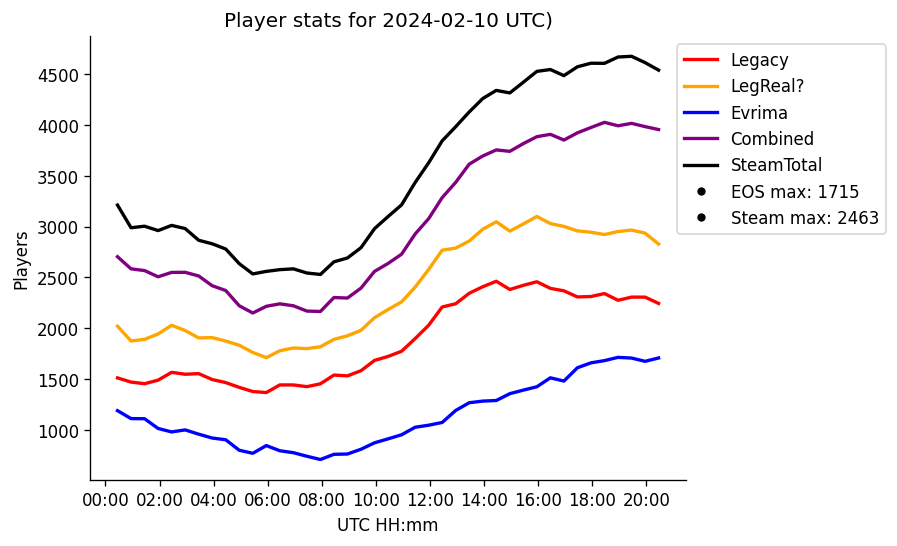 Player stats for 2024-02-10 UTC)
Legacy
LegReal?
Evrima
Combined
SteamTotal
EOS max: 1715
Steam max: 2463
Players
4500
4000
3500
3000
2500
2000
1500
1000
00:00 02:00 04:00 06:00 08:00 10:00 12:00 14:00 16:00 18:00 20:00
UTC HH:mm